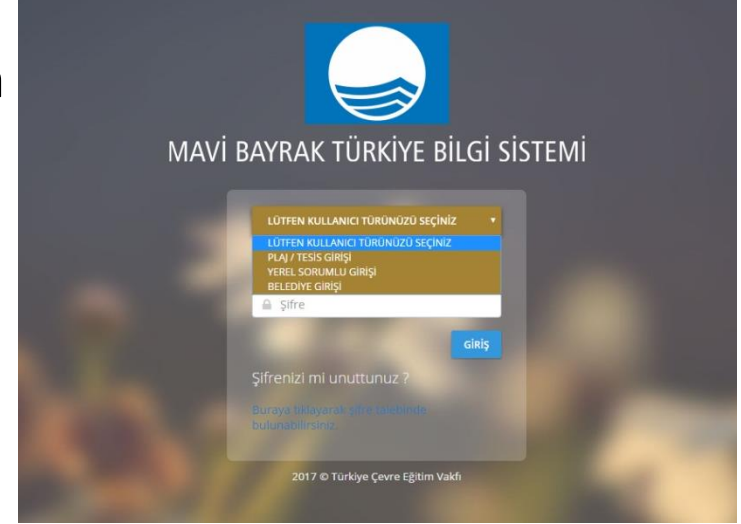 MAVİ BAYRAK TÜRKİYE BİLGİ SİSTEMİ
LÜTFEN KULLANICI TÜRÜNÜZÜ SEÇİNİZ
LÜTFEN KULLANICI TÜRÜNÜZÜ SEÇİNİZ
PLAJ / TESİS GİRİŞİ
YEREL SORUMLU GİRİŞİ
BELEDİYE GİRİŞİ
Şifre
GİRİŞ
Şifrenizi mi unuttunuz ?
Buraya tıklayarak şifre talebinde
bulunabilirsiniz.
2017 © Türkiye Çevre Eğitim Vakfı